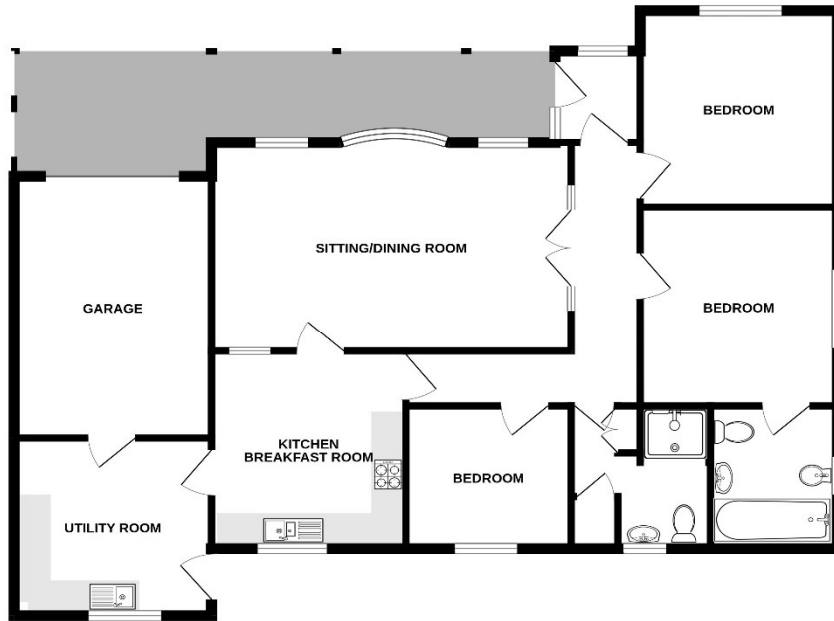 BEDROOM
SITTING/DINING ROOM
GARAGE
BEDROOM
KITCHEN
BREAKFAST ROOM
BEDROOM
UTILITY ROOM